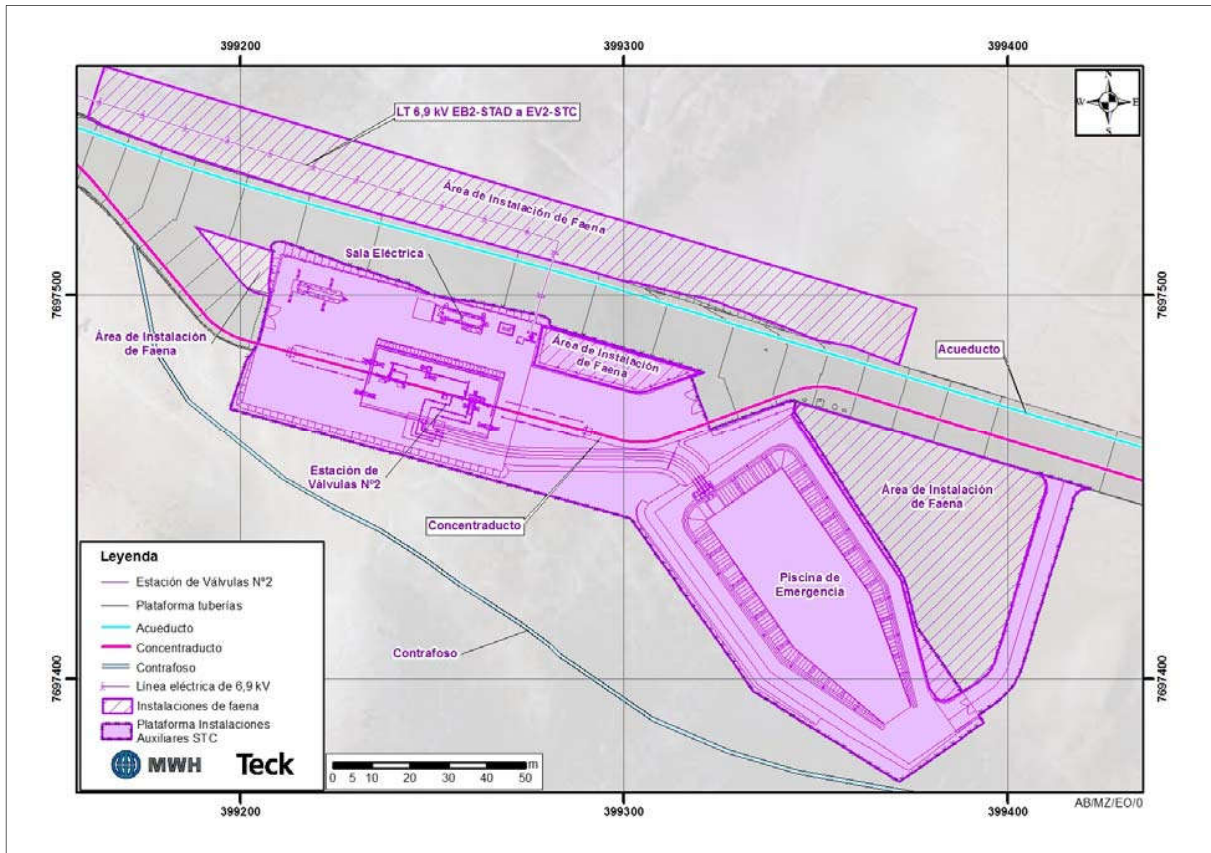 399200
399300
399400
N
W
E
S
LT 6,9 kV EB2-STAD a EV2-STC
Área de Instalación de Faena
Sala Eléctrica
7697500
7697500
Área de Instalación
de Faena
Área de Instalación
de Faena
Acueducto
Estación de
Válvulas Nº2
Concentraducto
Área de Instalación
de Faena
Piscina de
Emergencia
Contrafoso
7697400
7697400
Leyenda
Estación de Válvulas Nº2
Plataforma tuberías
Acueducto
Concentraducto
Contrafoso
Línea eléctrica de 6,9 kV
Instalaciones de faena
Plataforma Instalaciones
Auxiliares STC
MWH
Teck
m
0 5 10 20 30 40 50
AB/MZ/EO/0
399200
399300
399400